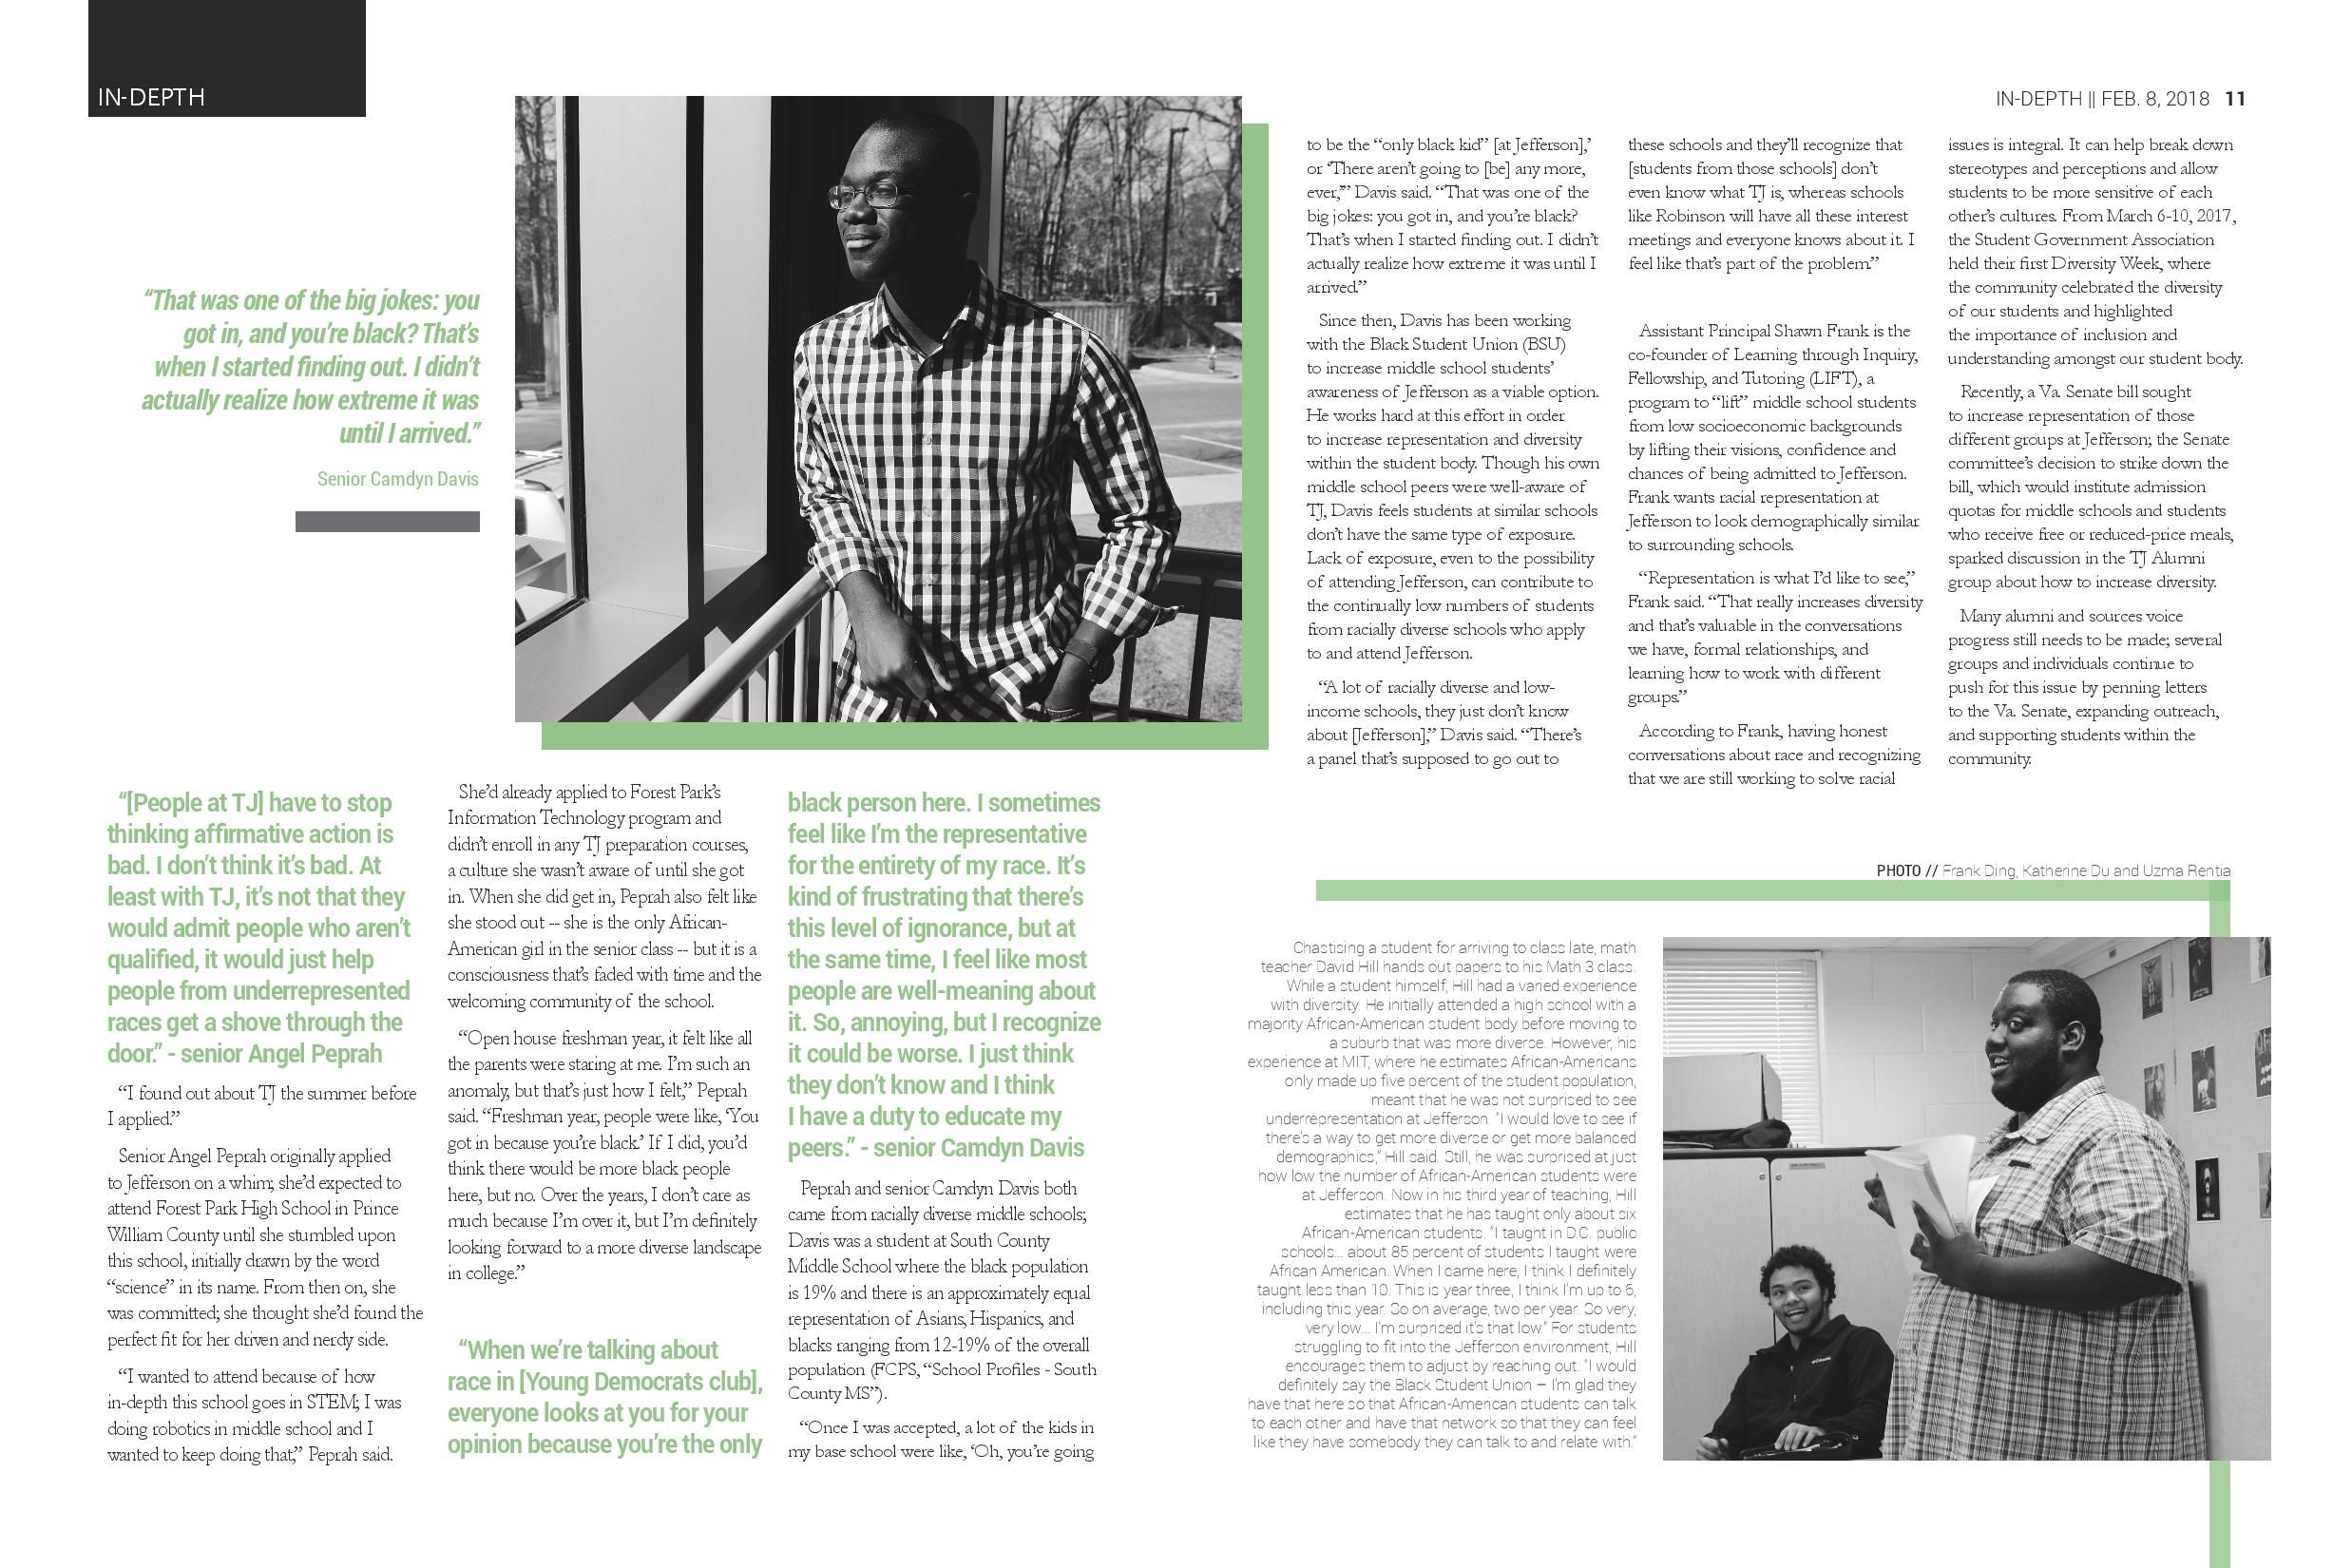 IN-DEPTH
IN-DEPTH || FEB. 8, 2018 11
“That was one of the big jokes: you
got in, and you’re black? That’s
when I started finding out. I didn’t
actually realize how extreme it was
until I arrived.”
Senior Camdyn Davis
“[People at TJ] have to stop
thinking affirmative action is
bad. I don’t think it’s bad. At
least with TJ, it’s not that they
would admit people who aren’t
qualified, it would just help
people from underrepresented
races get a shove through the
door.” - senior Angel Peprah
“I found out about TJ the summer before
I applied.”
Senior Angel Peprah originally applied
to Jefferson on a whim; she’d expected to
attend Forest Park High School in Prince
William County until she stumbled upon
this school, initially drawn by the word
“science” in its name. From then on, she
was committed; she thought she’d found the
perfect fit for her driven and nerdy side.
“I wanted to attend because of how
in-depth this school goes in STEM; I was
doing robotics in middle school and I
wanted to keep doing that,” Peprah said.
She’d already applied to Forest Park’s
Information Technology program and
didn’t enroll in any TJ preparation courses,
a culture she wasn’t aware of until she got
in. When she did get in, Peprah also felt like
she stood out -- she is the only African-
American girl in the senior class -- but it is a
consciousness that’s faded with time and the
welcoming community of the school.
“Open house freshman year, it felt like all
the parents were staring at me. I’m such an
anomaly, but that’s just how I felt,” Peprah
said. “Freshman year, people were like, ‘You
got in because you’re black.’ If I did, you’d
think there would be more black people
here, but no. Over the years, I don’t care as
much because I’m over it, but I’m definitely
looking forward to a more diverse landscape
in college.”
“When we’re talking about
race in [Young Democrats club],
everyone looks at you for your
opinion because you’re the only
black person here. I sometimes
feel like I’m the representative
for the entirety of my race. It’s
kind of frustrating that there’s
this level of ignorance, but at
the same time, I feel like most
people are well-meaning about
it. So, annoying, but I recognize
it could be worse. I just think
they don’t know and I think
I have a duty to educate my
peers.” - senior Camdyn Davis
Peprah and senior Camdyn Davis both
came from racially diverse middle schools;
Davis was a student at South County
Middle School where the black population
is 19% and there is an approximately equal
representation of Asians, Hispanics, and
blacks ranging from 12-19% of the overall
population (FCPS, “School Profiles - South
County MS”).
“Once I was accepted, a lot of the kids in
my base school were like, ‘Oh, you’re going
to be the “only black kid” [at Jefferson],’
or ‘There aren’t going to [be] any more,
ever,’” Davis said. “That was one of the
big jokes: you got in, and you’re black?
That’s when I started finding out. I didn’t
actually realize how extreme it was until I
arrived.”
Since then, Davis has been working
with the Black Student Union (BSU)
to increase middle school students’
awareness of Jefferson as a viable option.
He works hard at this effort in order
to increase representation and diversity
within the student body. Though his own
middle school peers were well-aware of
TJ, Davis feels students at similar schools
don’t have the same type of exposure.
Lack of exposure, even to the possibility
of attending Jefferson, can contribute to
the continually low numbers of students
from racially diverse schools who apply
to and attend Jefferson.
“A lot of racially diverse and low-
income schools, they just don’t know
about [Jefferson],” Davis said. “There’s
a panel that’s supposed to go out to
these schools and they’ll recognize that
[students from those schools] don’t
even know what TJ is, whereas schools
like Robinson will have all these interest
meetings and everyone knows about it. I
feel like that’s part of the problem.”
Assistant Principal Shawn Frank is the
co-founder of Learning through Inquiry,
Fellowship, and Tutoring (LIFT), a
program to “lift” middle school students
from low socioeconomic backgrounds
by lifting their visions, confidence and
chances of being admitted to Jefferson.
Frank wants racial representation at
Jefferson to look demographically similar
to surrounding schools.
“Representation is what I’d like to see,”
Frank said. “That really increases diversity
and that’s valuable in the conversations
we have, formal relationships, and
learning how to work with different
groups.”
According to Frank, having honest
conversations about race and recognizing
that we are still working to solve racial
issues is integral. It can help break down
stereotypes and perceptions and allow
students to be more sensitive of each
other’s cultures. From March 6-10, 2017,
the Student Government Association
held their first Diversity Week, where
the community celebrated the diversity
of our students and highlighted
the importance of inclusion and
understanding amongst our student body.
Recently, a Va. Senate bill sought
to increase representation of those
different groups at Jefferson; the Senate
committee’s decision to strike down the
bill, which would institute admission
quotas for middle schools and students
who receive free or reduced-price meals,
sparked discussion in the TJ Alumni
group about how to increase diversity.
Many alumni and sources voice
progress still needs to be made; several
groups and individuals continue to
push for this issue by penning letters
to the Va. Senate, expanding outreach,
and supporting students within the
community.
PHOTO // Frank Ding, Katherine Du and Uzma Rentia
Chastising a student for arriving to class late, math
teacher David Hill hands out papers to his Math 3 class.
While a student himself, Hill had a varied experience
with diversity. He initially attended a high school with a
majority African-American student body before moving to
a suburb that was more diverse. However, his
experience at MIT, where he estimates African-Americans
only made up five percent of the student population,
meant that he was not surprised to see
underrepresentation at Jefferson. “I would love to see if
there’s a way to get more diverse or get more balanced
demographics,” Hill said. Still, he was surprised at just
how low the number of African-American students were
at Jefferson. Now in his third year of teaching, Hill
estimates that he has taught only about six
African-American students. “I taught in D.C. public
schools... about 85 percent of students I taught were
African American. When I came here, I think I definitely
taught less than 10. This is year three, I think I’m up to 6,
including this year. So on average, two per year. So very,
very low... I’m surprised it’s that low.” For students
struggling to fit into the Jefferson environment, Hill
encourages them to adjust by reaching out. “I would
definitely say the Black Student Union – I’m glad they
have that here so that African-American students can talk
to each other and have that network so that they can feel
like they have somebody they can talk to and relate with.”